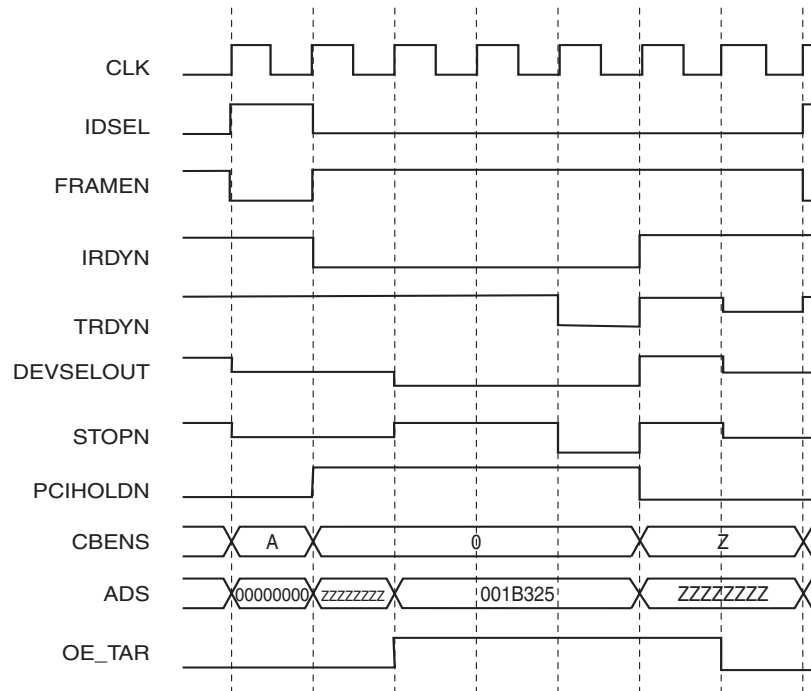 CLK
IDSEL
FRAMEN
IRDYN
TRDYN
DEVSELOUT
STOPN
PCIHOLDN
CBENS A 0 Z
ADS 00000000 ZZZZZZZZ 001B325 ZZZZZZZZ
OE_TAR